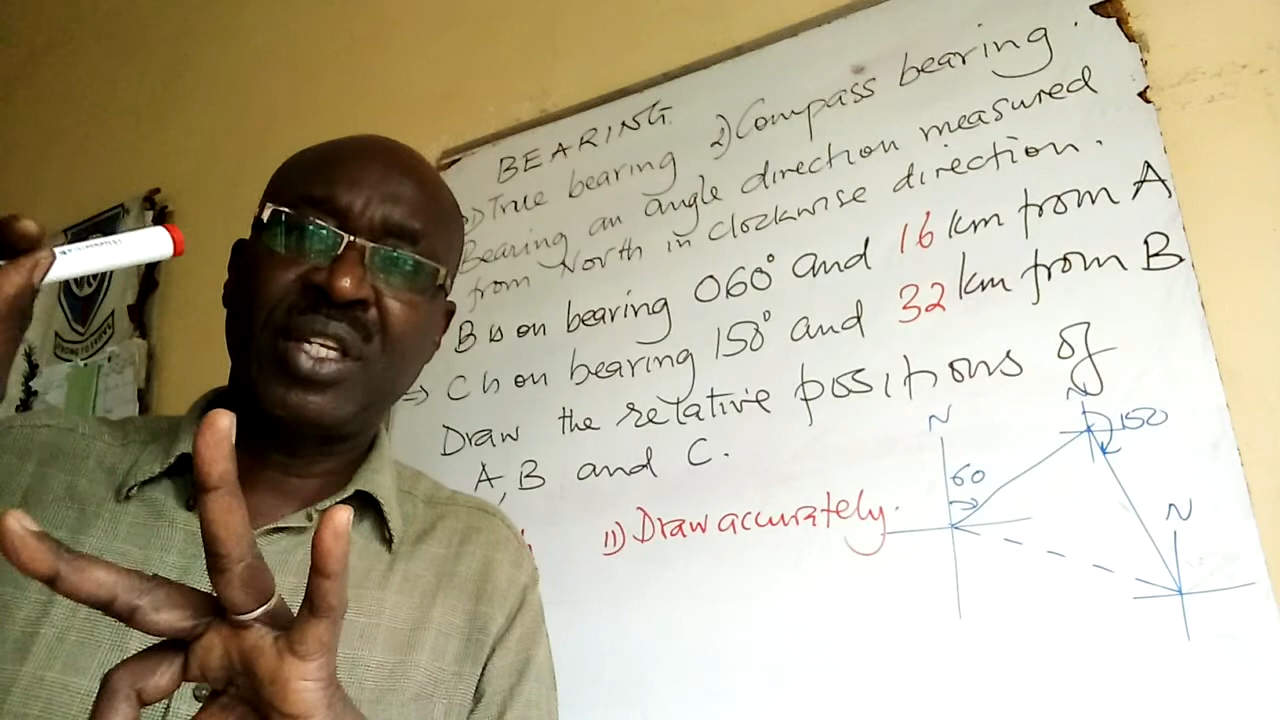 BEARING
1) True bearing 2) Compass bearing.
Bearing an angle direction measured
from North in clockwise direction.
B is on bearing 060° and 16 km from A
⇒ C is on bearing 150° and 32 km from B
Draw the relative positions of
A, B and C.
11) Draw accurately.
N
N
150
60
N